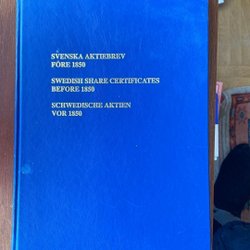 SVENSKA AKTIEBREV
FÖRE 1850
SWEDISH SHARE CERTIFICATES
BEFORE 1850
SCHWEDISCHE AKTIEN
VOR 1850